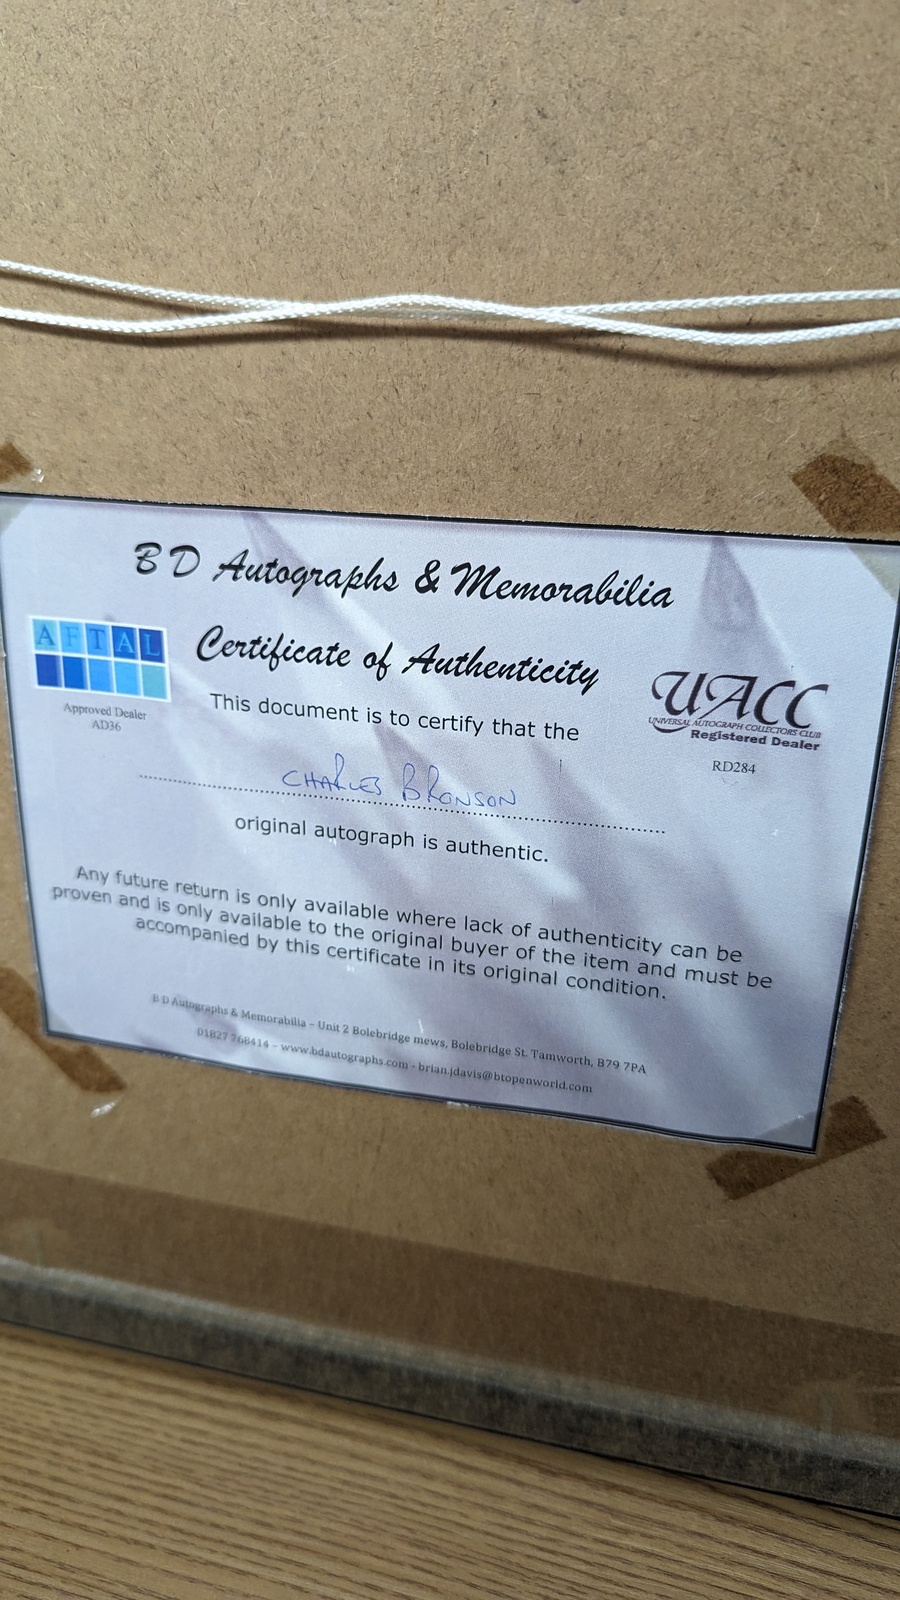 B D Autographs & Memorabilia
AFTAL
Approved Dealer
AD36
Certificate of Authenticity
UACC
UNIVERSAL AUTOGRAPH COLLECTORS CLUB
Registered Dealer
RD284
This document is to certify that the
CHARLES BRONSON
original autograph is authentic.
Any future return is only available where lack of authenticity can be
proven and is only available to the original buyer of the item and must be
accompanied by this certificate in its original condition.
B D Autographs & Memorabilia – Unit 2 Bolebridge mews, Bolebridge St. Tamworth, B79 7PA
01827 768414 – www.bdautographs.com - brian.jdavis@btopenworld.com